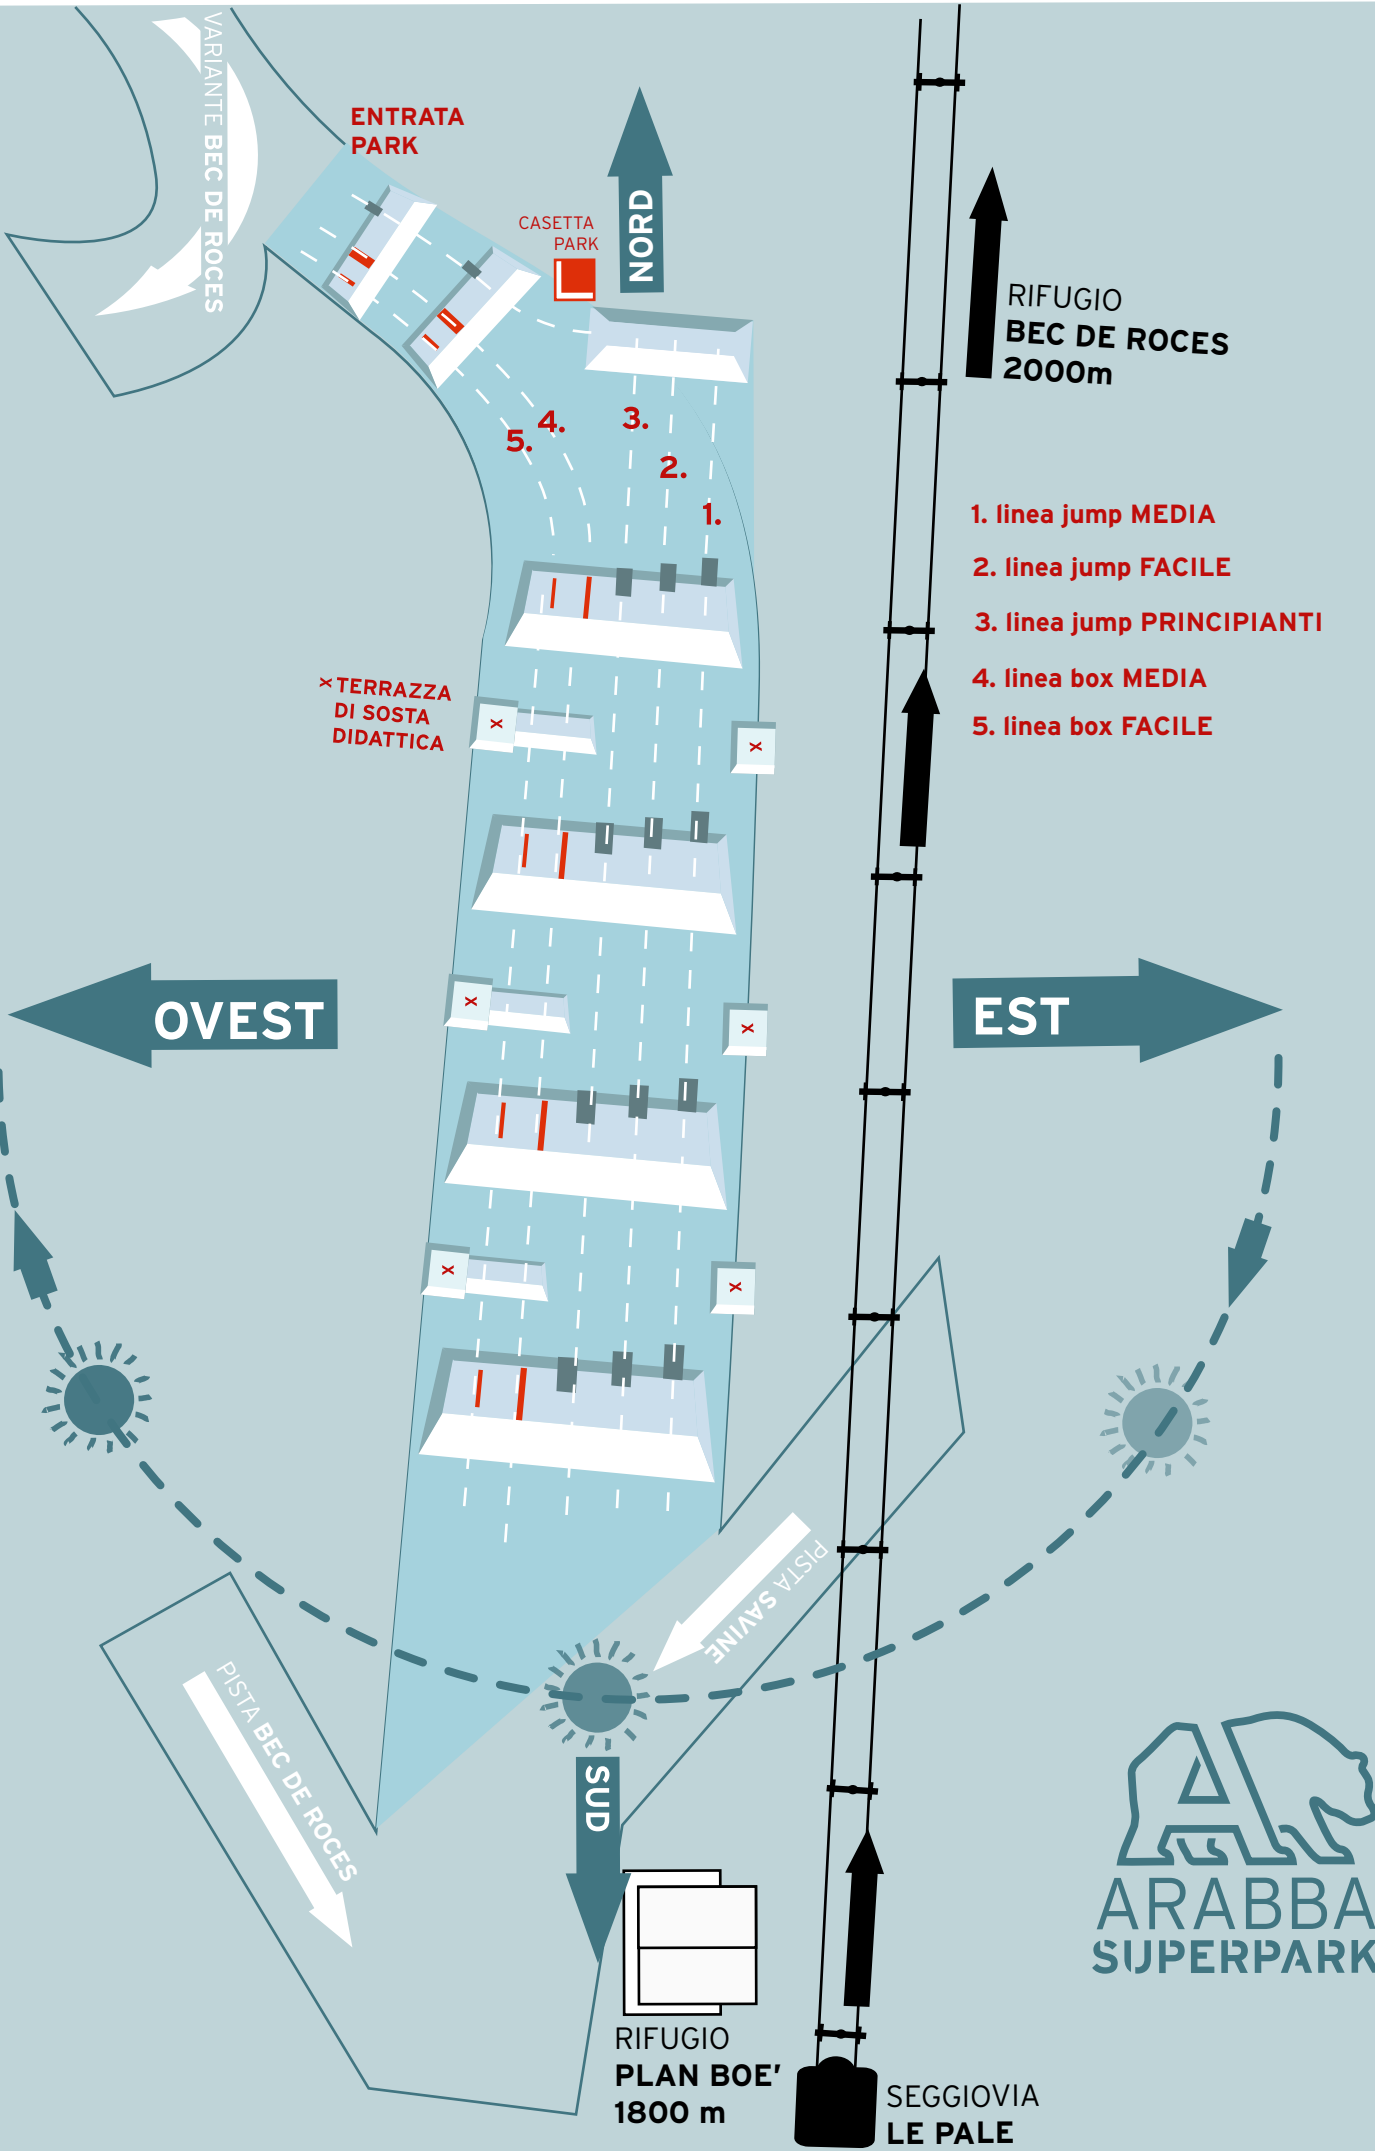 VARIANTE BEC DE ROCES
ENTRATA
PARK
CASETTA
PARK
NORD
RIFUGIO
BEC DE ROCES
2000m
5.
4.
3.
2.
1.
1. linea jump MEDIA
2. linea jump FACILE
3. linea jump PRINCIPIANTI
4. linea box MEDIA
5. linea box FACILE
x TERRAZZA
DI SOSTA
DIDATTICA
x
x
OVEST
EST
x
x
x
x
PISTA SAVINE
PISTA BEC DE ROCES
SUD
ARABBA
SUPERPARK
RIFUGIO
PLAN BOE'
1800 m
SEGGIOVIA
LE PALE